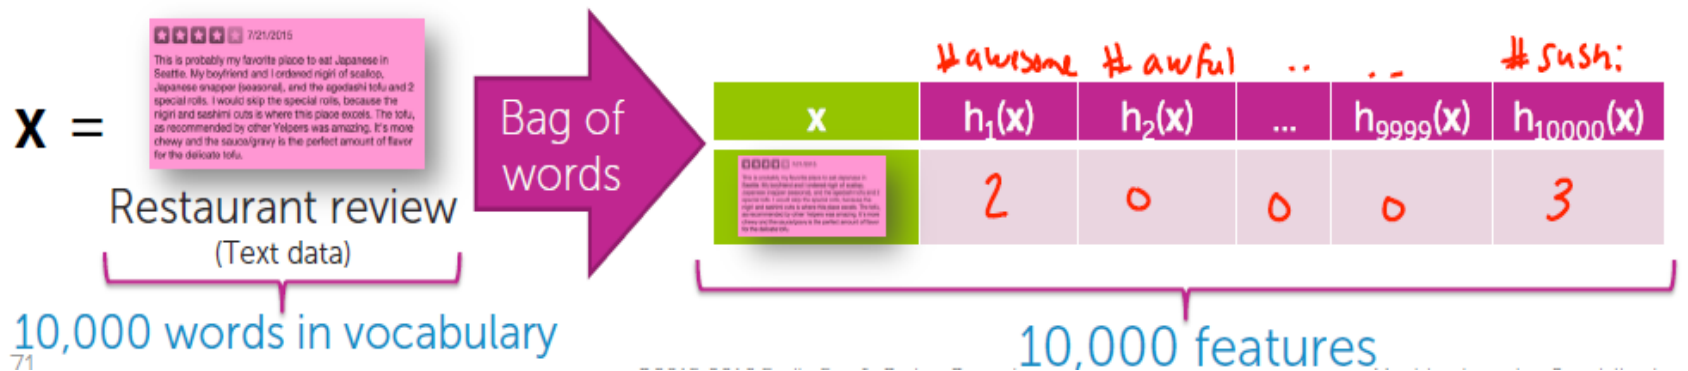 7/21/2015
This is probably my favorite place to eat Japanese in
Seattle. My boyfriend and I ordered nigiri of scallop,
Japanese snapper (seasonal), and the agedashi tofu and 2
special rolls. I would skip the special rolls, because the
nigiri and sashimi cuts is where this place excels. The tofu,
as recommended by other Yelpers was amazing. It's more
chewy and the sauce/gravy is the perfect amount of flavor
for the delicate tofu.
x =
Restaurant review
(Text data)
10,000 words in vocabulary
71
Bag of
words
#awesome #awful .. .. #sushi
x h1(x) h2(x) ... h9999(x) h10000(x)
2 0 0 0 3
10,000 features